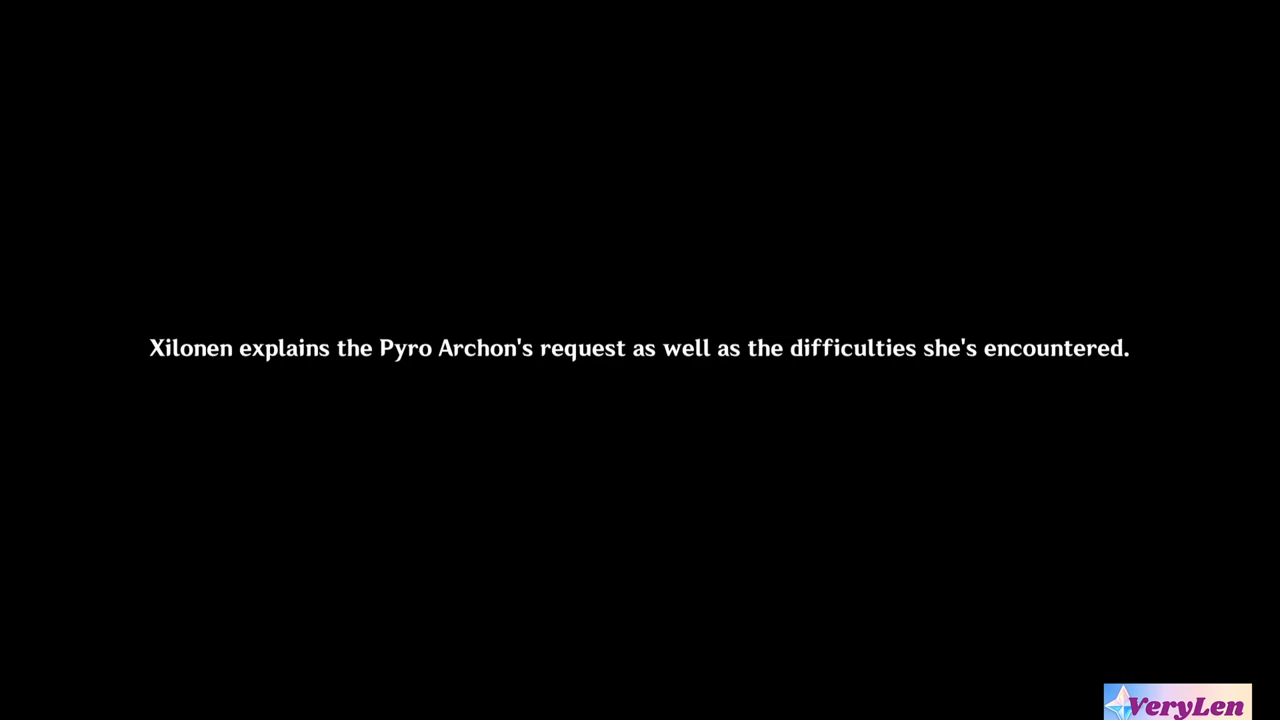 Xilonen explains the Pyro Archon's request as well as the difficulties she's encountered.
VeryLen